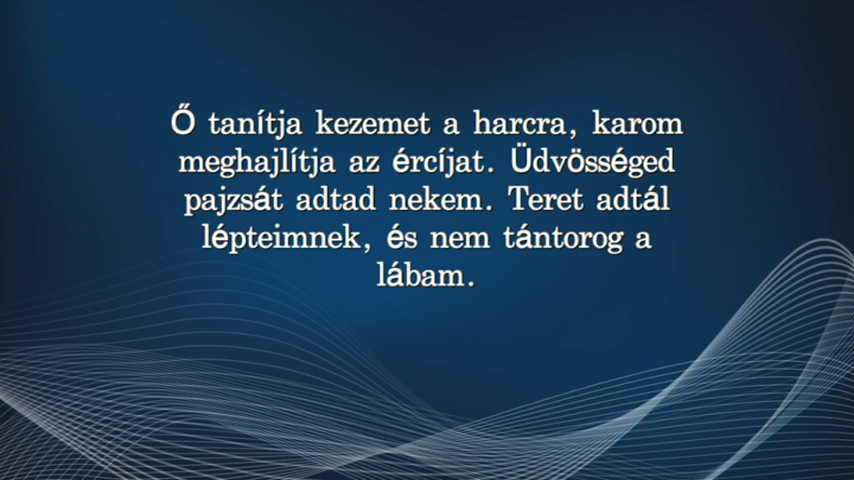 Ő tanítja kezemet a harcra, karom
meghajlítja az ércíjat. Üdvösséged
pajzsát adtad nekem. Teret adtál
lépteimnek, és nem tántorog a
lábam.